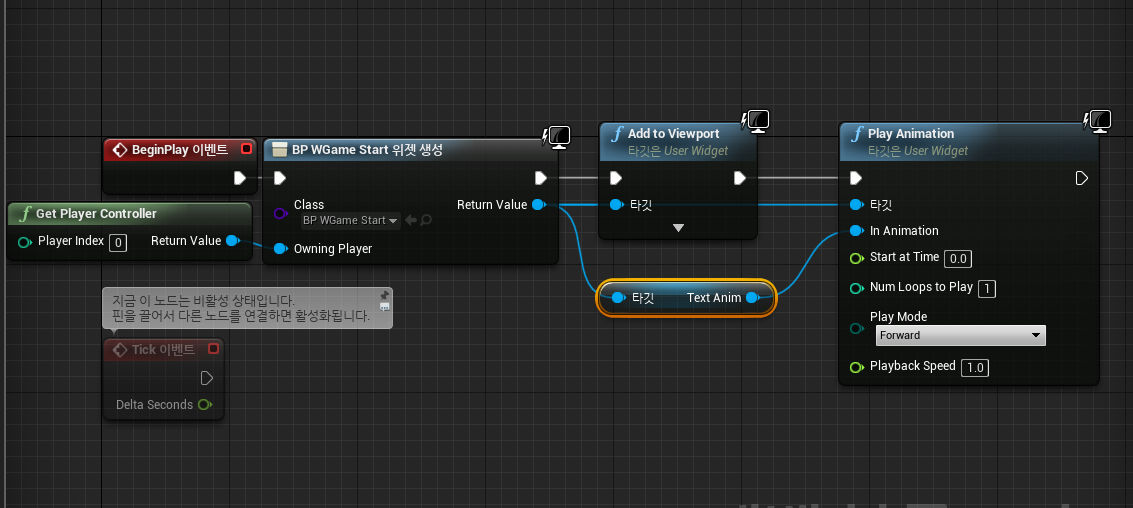 BeginPlay 이벤트
BP WGame Start 위젯 생성
Class
BP WGame Start
Return Value
Owning Player
Get Player Controller
Player Index 0
Return Value
Add to Viewport
타깃은 User Widget
타깃
타깃
Text Anim
Play Animation
타깃은 User Widget
타깃
In Animation
Start at Time 0.0
Num Loops to Play 1
Play Mode
Forward
Playback Speed 1.0
지금 이 노드는 비활성 상태입니다.
핀을 끌어서 다른 노드를 연결하면 활성화됩니다.
Tick 이벤트
Delta Seconds